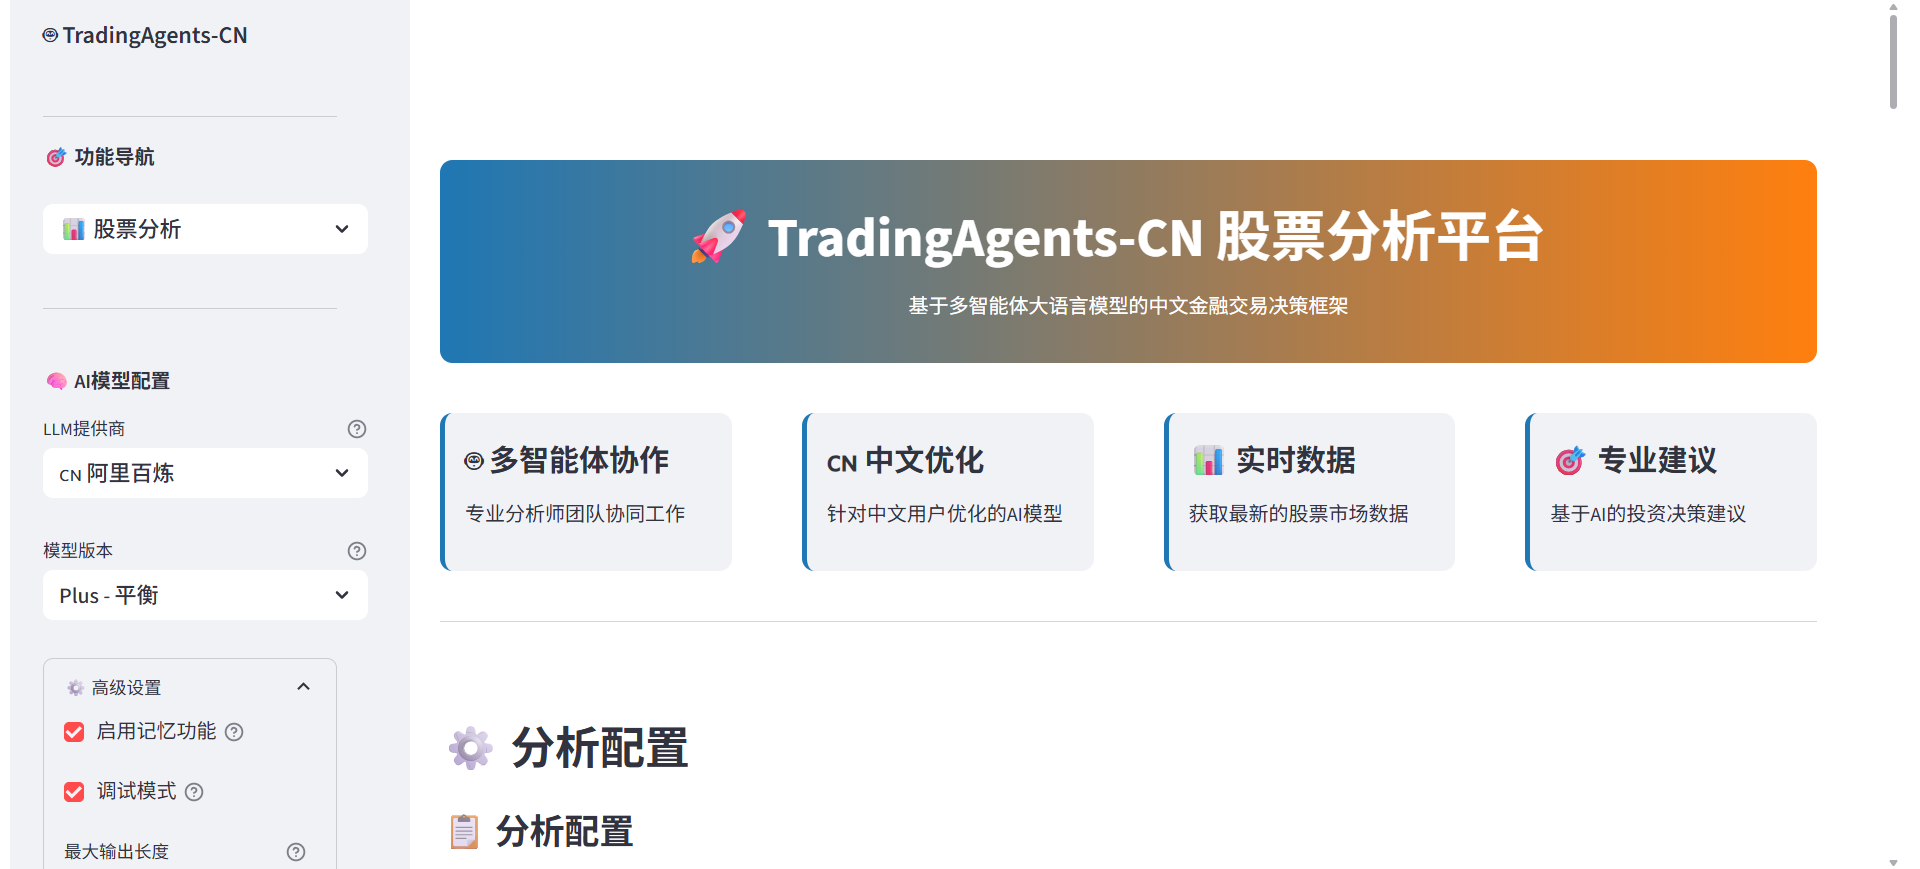 TradingAgents-CN
功能导航
股票分析
AI模型配置
LLM提供商
CN 阿里百炼
模型版本
Plus - 平衡
高级设置
启用记忆功能
调试模式
最大输出长度
TradingAgents-CN 股票分析平台
基于多智能体大语言模型的中文金融交易决策框架
多智能体协作
专业分析师团队协同工作
CN 中文优化
针对中文用户优化的AI模型
实时数据
获取最新的股票市场数据
专业建议
基于AI的投资决策建议
分析配置
分析配置